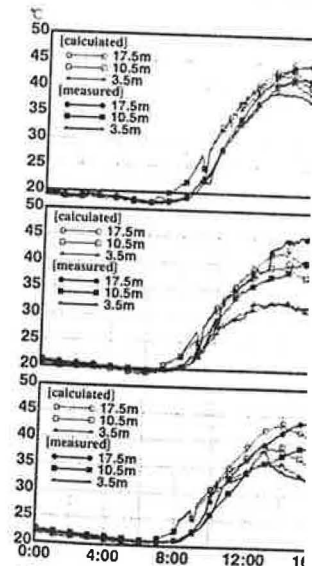 ℃
50
[calculated]
17.5m
10.5m
3.5m
[measured]
17.5m
10.5m
3.5m
45
40
35
30
25
20
50
[calculated]
17.5m
10.5m
3.5m
[measured]
17.5m
10.5m
3.5m
45
40
35
30
25
20
50
[calculated]
17.5m
10.5m
3.5m
[measured]
17.5m
10.5m
3.5m
45
40
35
30
25
20
0:00 4:00 8:00 12:00 16